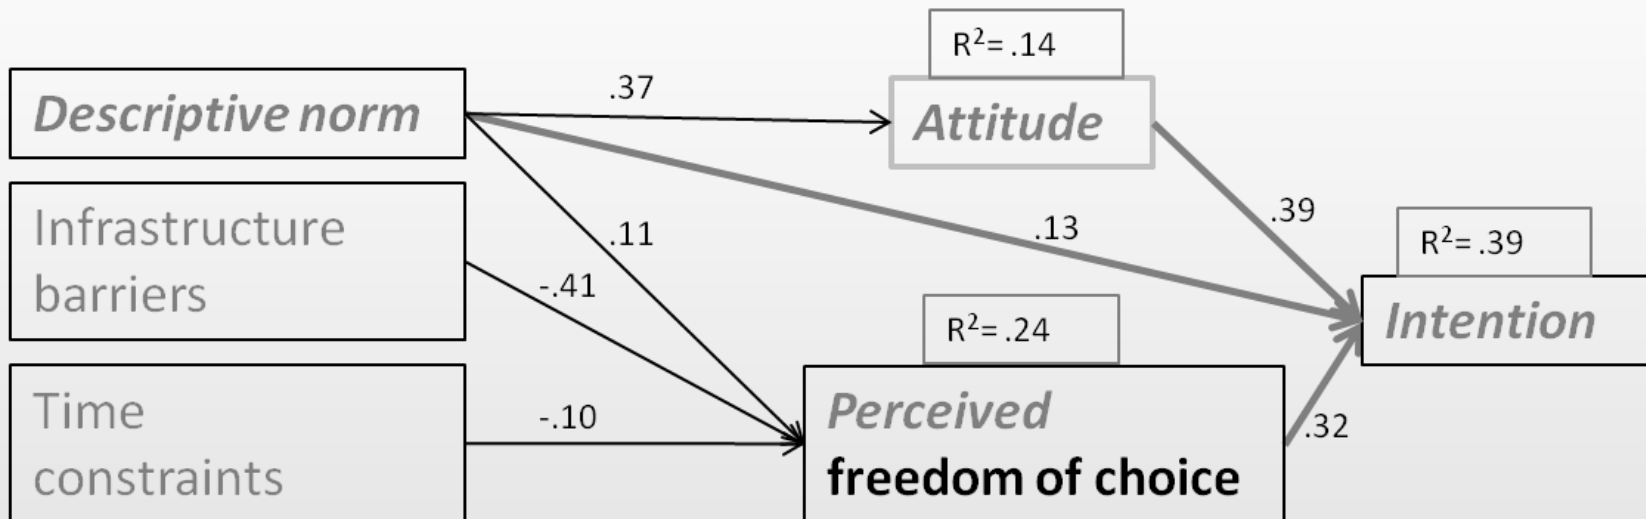 R²= .14
Descriptive norm
.37
Attitude
Infrastructure
barriers
.11
.13
.39
-.41
R²= .39
Intention
R²= .24
Time
constraints
-.10
Perceived
freedom of choice
.32